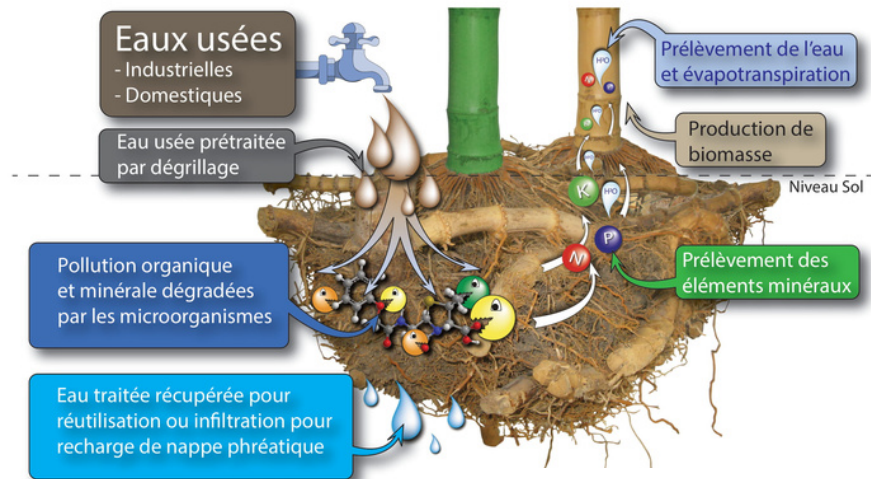 Eaux usées
- Industrielles
- Domestiques
Eau usée prétraitée
par dégrillage
Pollution organique
et minérale dégradées
par les microorganismes
Eau traitée récupérée pour
réutilisation ou infiltration pour
recharge de nappe phréatique
Prélèvement de l'eau
et évapotranspiration
Production de
biomasse
Niveau Sol
Prélèvement des
éléments minéraux
H²O
N
P
K
H²O
H²O
K
H²O
N
P